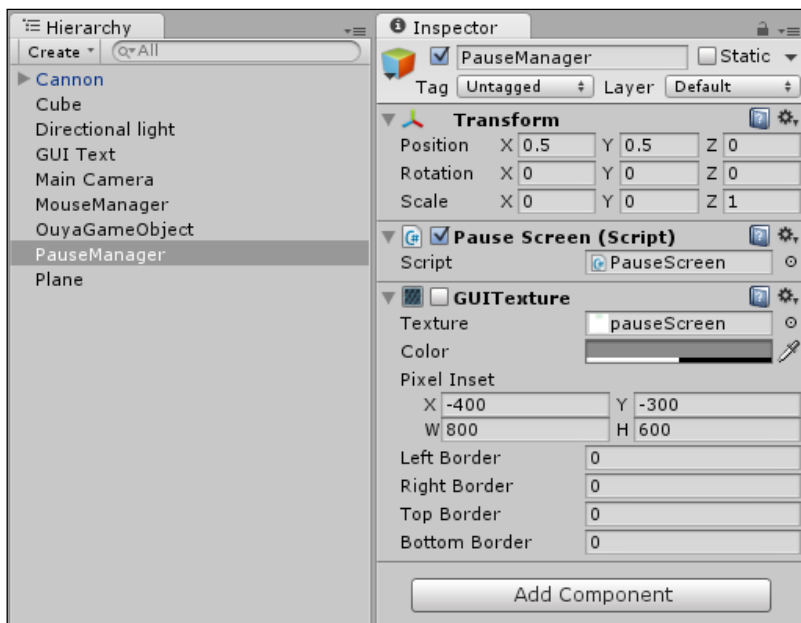 Hierarchy
Create All
Cannon
Cube
Directional light
GUI Text
Main Camera
MouseManager
OuyaGameObject
PauseManager
Plane
Inspector
PauseManager Static
Tag Untagged Layer Default
Transform
Position X 0.5 Y 0.5 Z 0
Rotation X 0 Y 0 Z 0
Scale X 0 Y 0 Z 1
Pause Screen (Script)
Script PauseScreen
GUITexture
Texture pauseScreen
Color
Pixel Inset
X -400 Y -300
W 800 H 600
Left Border 0
Right Border 0
Top Border 0
Bottom Border 0
Add Component